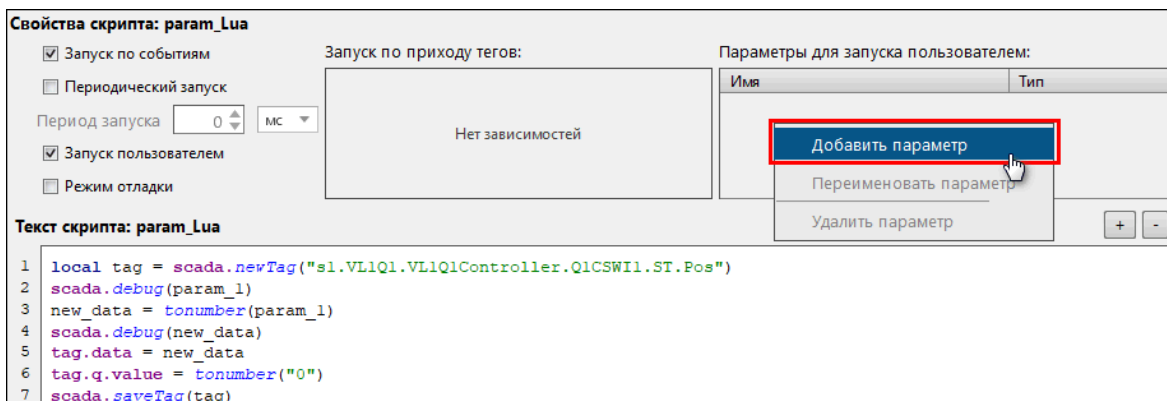 Свойства скрипта: param_Lua
Запуск по событиям
Периодический запуск
Период запуска 0 мс
Запуск пользователем
Режим отладки
Запуск по приходу тегов:
Нет зависимостей
Параметры для запуска пользователем:
Имя Тип
Добавить параметр
Переименовать параметр
Удалить параметр
Текст скрипта: param_Lua + -
1 local tag = scada.newTag("s1.VL1Q1.VL1Q1Controller.Q1CSWI1.ST.Pos")
2 scada.debug(param_1)
3 new_data = tonumber(param_1)
4 scada.debug(new_data)
5 tag.data = new_data
6 tag.q.value = tonumber("0")
7 scada.saveTag(tag)